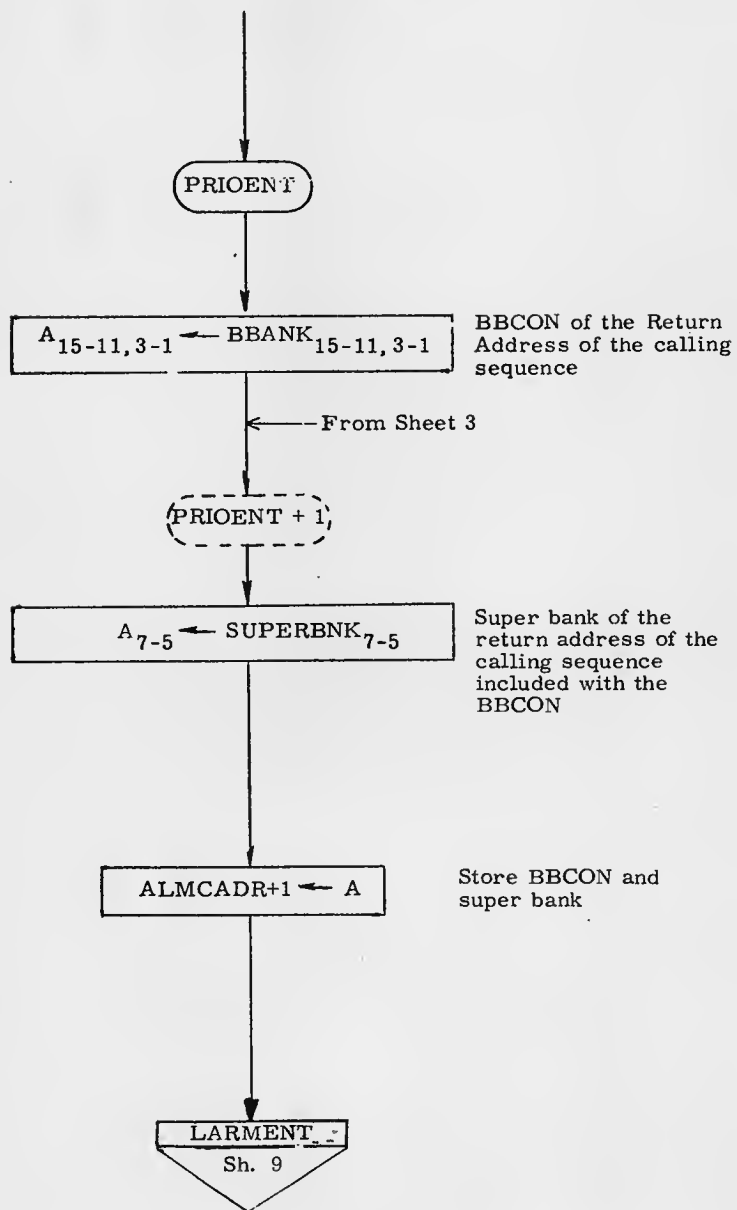 PRIOENT
A15-11, 3-1 ← BBANK15-11, 3-1
BBCON of the Return
Address of the calling
sequence
From Sheet 3
PRIOENT + 1
A7-5 ← SUPERBNK7-5
Super bank of the
return address of the
calling sequence
included with the
BBCON
ALMCADR+1 ← A
Store BBCON and
super bank
LARMENT
Sh. 9